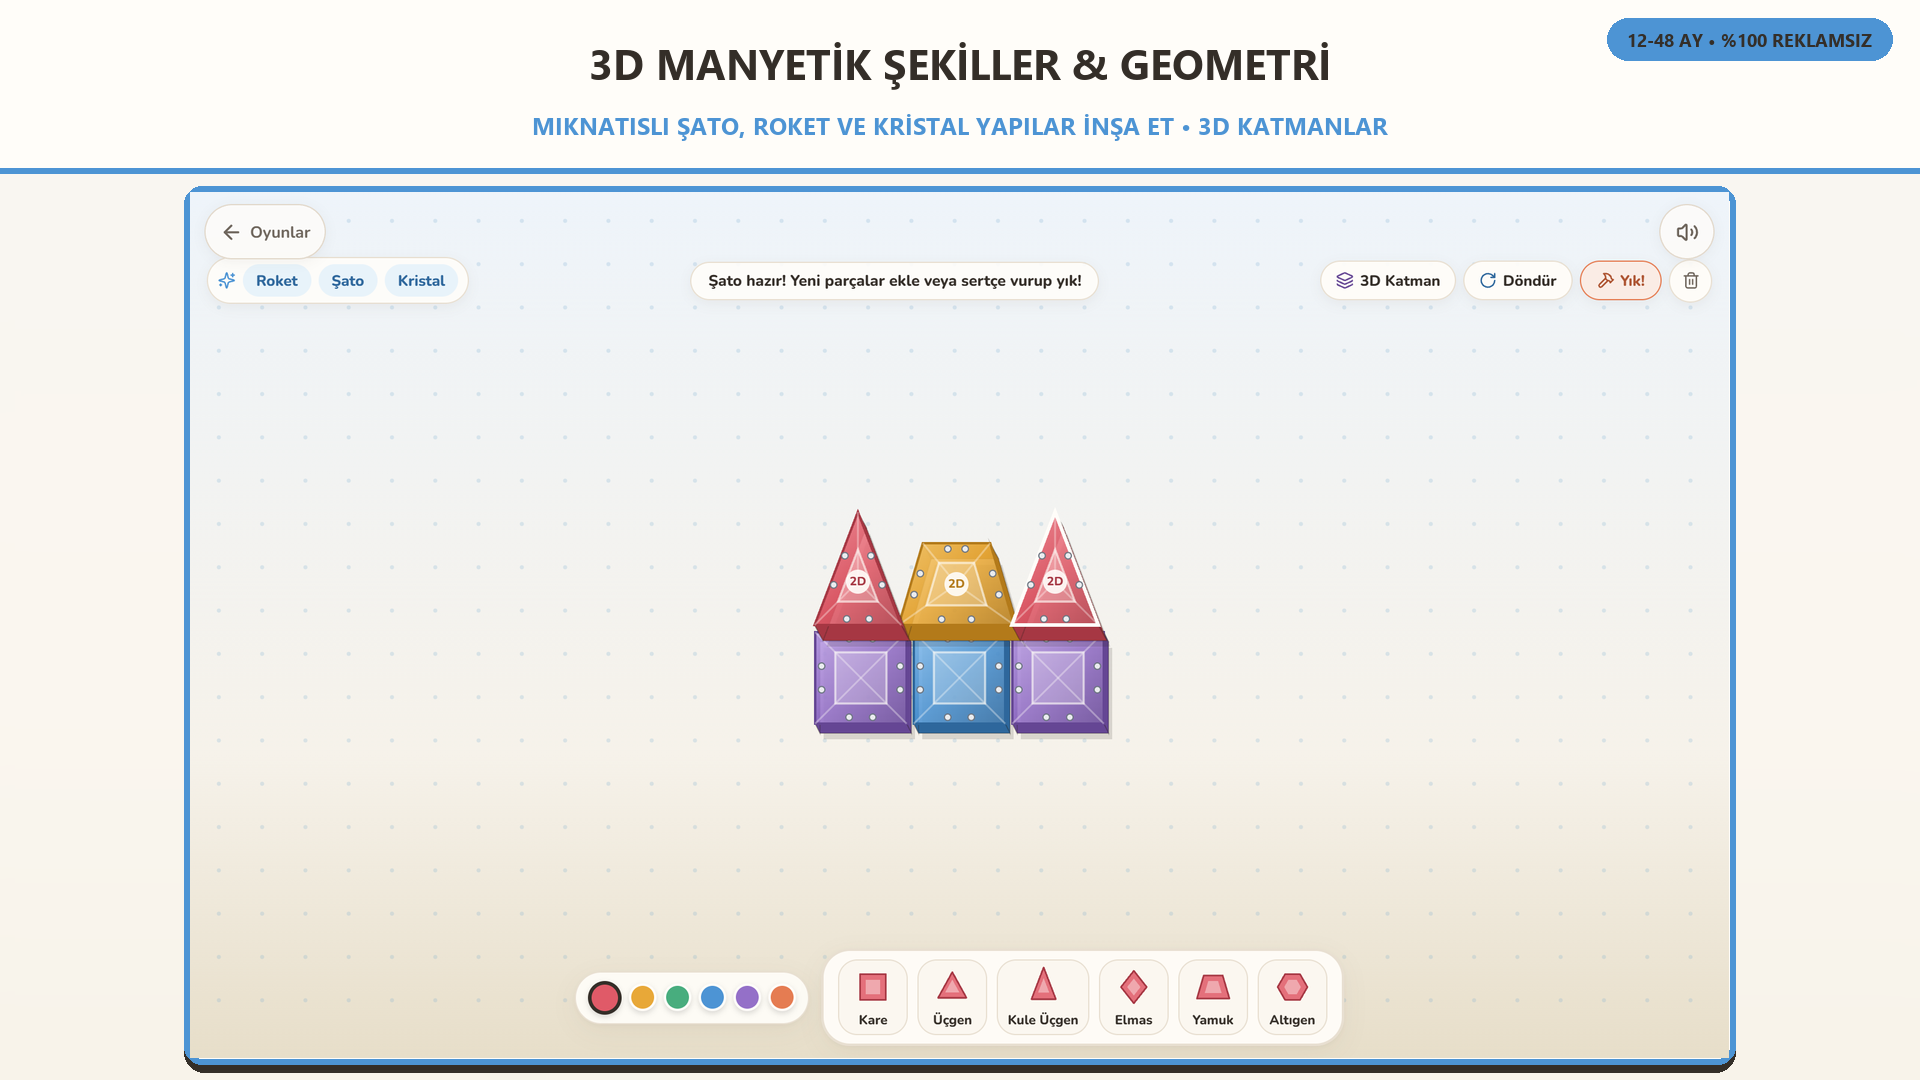 12-48 AY • %100 REKLAMSIZ
3D MANYETİK ŞEKİLLER & GEOMETRİ
MIKNATISLI ŞATO, ROKET VE KRİSTAL YAPILAR İNŞA ET • 3D KATMANLAR
Oyunlar
Roket Şato Kristal
Şato hazır! Yeni parçalar ekle veya sertçe vurup yık!
3D Katman Döndür Yık!
2D 2D 2D
Kare Üçgen Kule Üçgen Elmas Yamuk Altıgen